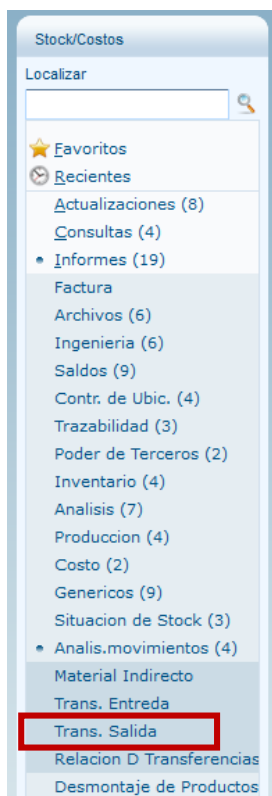 Stock/Costos
Localizar
Favoritos
Recientes
Actualizaciones (8)
Consultas (4)
Informes (19)
Factura
Archivos (6)
Ingenieria (6)
Saldos (9)
Contr. de Ubic. (4)
Trazabilidad (3)
Poder de Terceros (2)
Inventario (4)
Analisis (7)
Produccion (4)
Costo (2)
Genericos (9)
Situacion de Stock (3)
Analis.movimientos (4)
Material Indirecto
Trans. Entreda
Trans. Salida
Relacion D Transferencias
Desmontaje de Productos